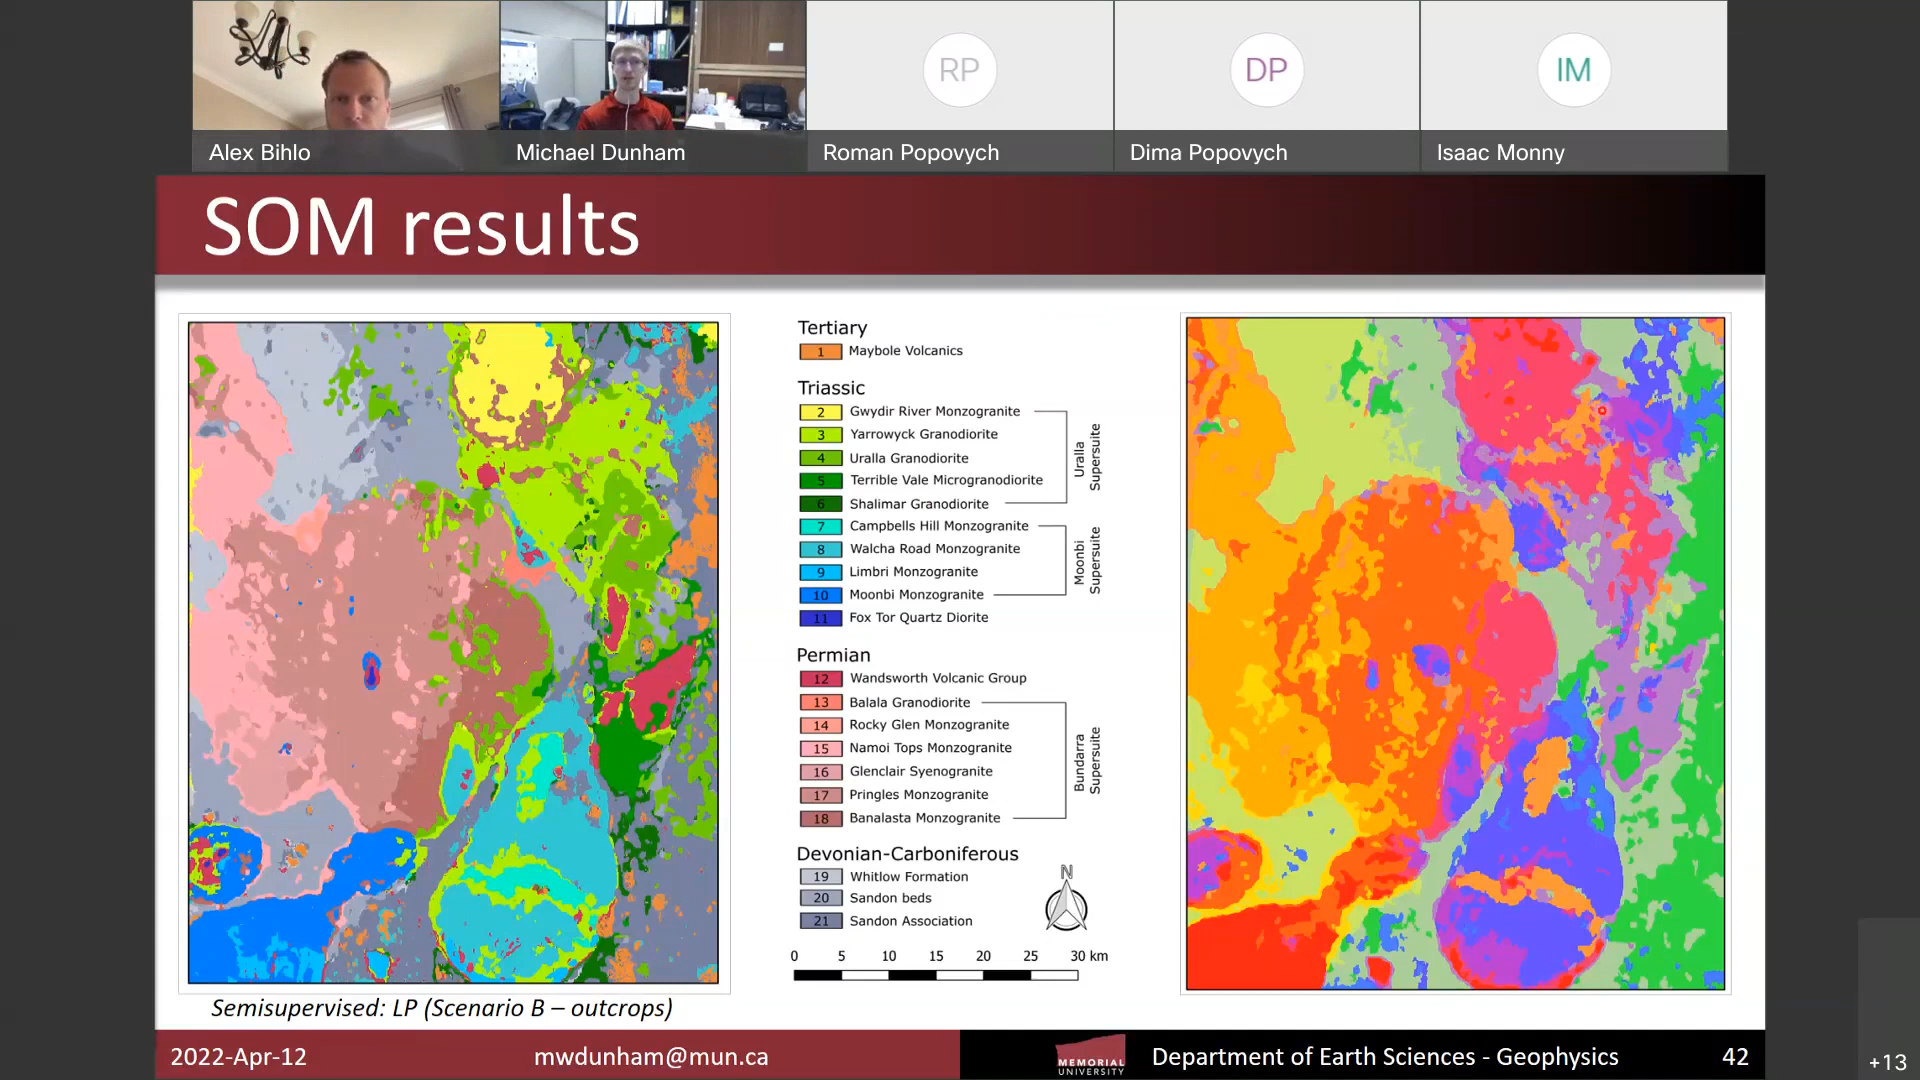 RP
DP
IM
Alex Bihlo
Michael Dunham
Roman Popovych
Dima Popovych
Isaac Monny
SOM results
Tertiary
1 Maybole Volcanics
Triassic
2 Gwydir River Monzogranite
3 Yarrowyck Granodiorite
4 Uralla Granodiorite
5 Terrible Vale Microgranodiorite
6 Shalimar Granodiorite
Uralla
Supersuite
7 Campbells Hill Monzogranite
8 Walcha Road Monzogranite
9 Limbri Monzogranite
10 Moonbi Monzogranite
Moonbi
Supersuite
11 Fox Tor Quartz Diorite
Permian
12 Wandsworth Volcanic Group
13 Balala Granodiorite
14 Rocky Glen Monzogranite
15 Namoi Tops Monzogranite
16 Glenclair Syenogranite
17 Pringles Monzogranite
18 Banalasta Monzogranite
Bundarra
Supersuite
Devonian-Carboniferous
19 Whitlow Formation
20 Sandon beds
21 Sandon Association
N
0 5 10 15 20 25 30 km
Semisupervised: LP (Scenario B – outcrops)
2022-Apr-12
mwdunham@mun.ca
MEMORIAL
UNIVERSITY
Department of Earth Sciences - Geophysics
42
+13